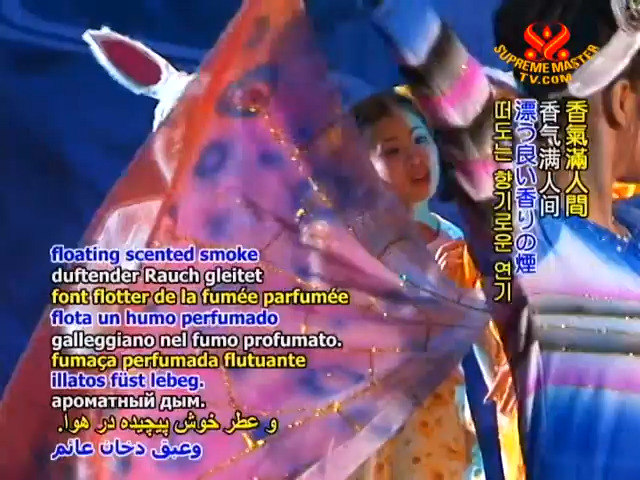 SUPREME MASTER
TV.COM
香氣滿人間
香气满人间
漂う良い香りの煙
떠도는 향기로운 연기
floating scented smoke
duftender Rauch gleitet
font flotter de la fumée parfumée
flota un humo perfumado
galleggiano nel fumo profumato.
fumaça perfumada flutuante
illatos füst lebeg.
ароматный дым.
و عطر خوش پیچیده در هوا.
وعبق دخان عائم